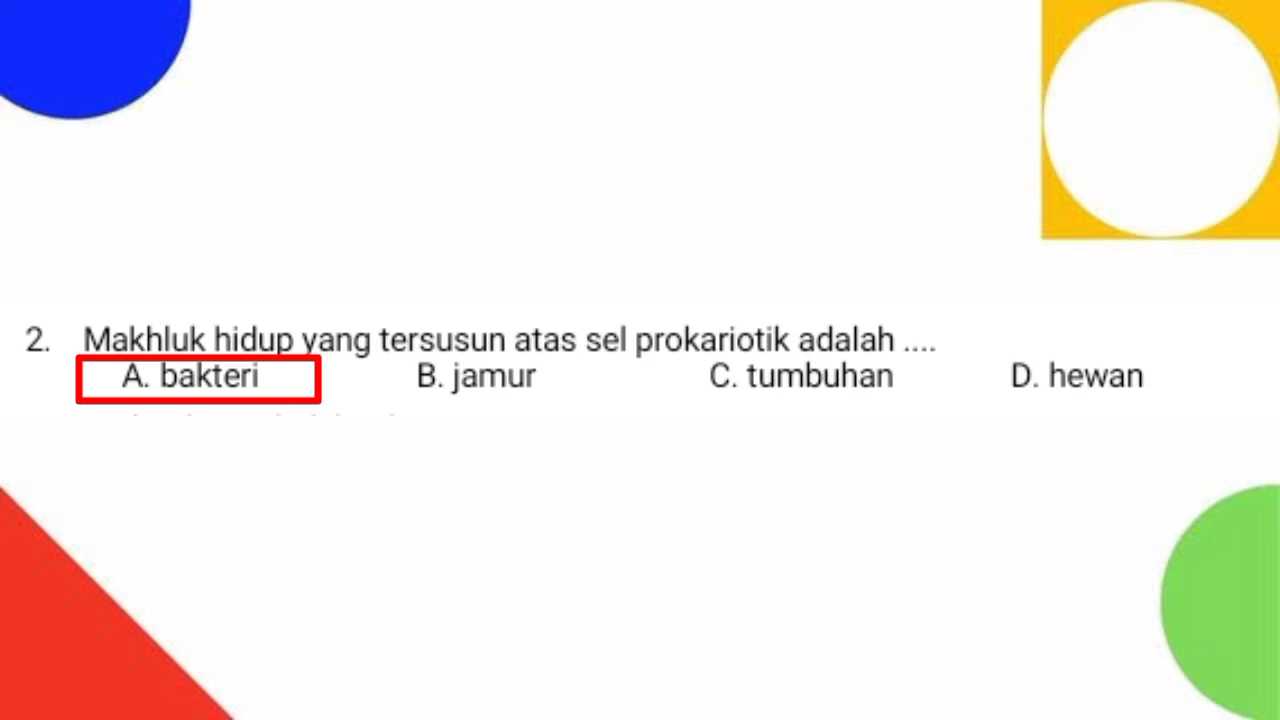 2. Makhluk hidup yang tersusun atas sel prokariotik adalah ....
A. bakteri B. jamur C. tumbuhan D. hewan